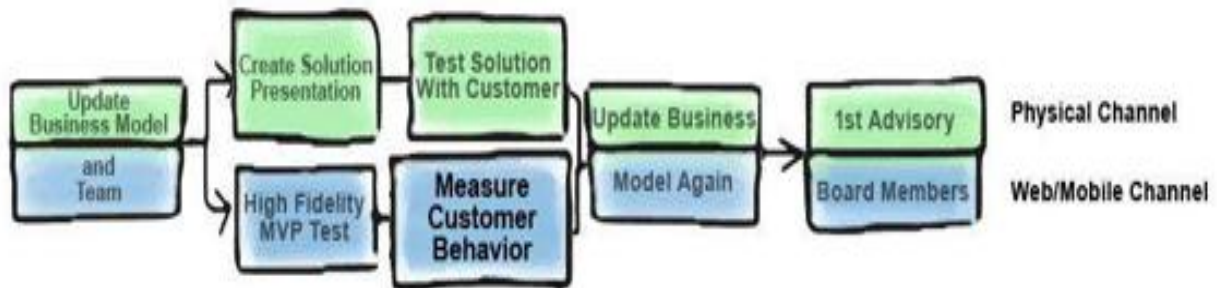 Update
Business Model
and
Team
Create Solution
Presentation
Test Solution
With Customer
High Fidelity
MVP Test
Measure
Customer
Behavior
Update Business
Model Again
1st Advisory
Board Members
Physical Channel
Web/Mobile Channel